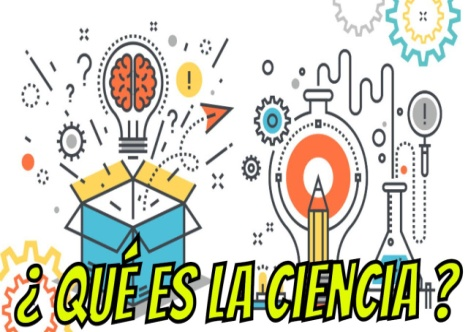 ¿ QUÉ ES LA CIENCIA ?